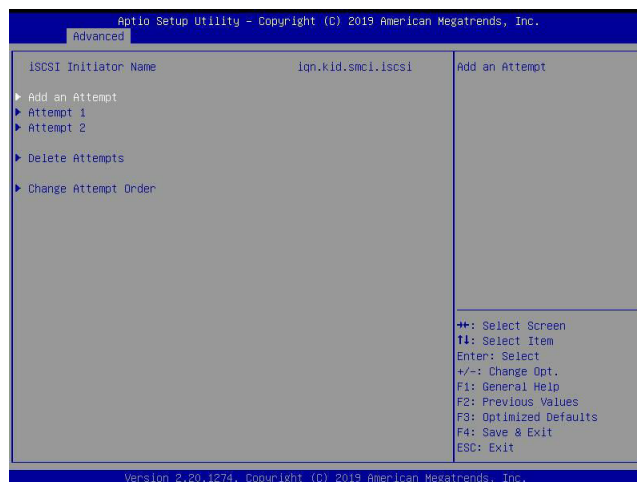 Aptio Setup Utility – Copyright (C) 2019 American Megatrends, Inc.
Advanced
iSCSI Initiator Name iqn.kid.smci.iscsi
Add an Attempt
Attempt 1
Attempt 2
Delete Attempts
Change Attempt Order
Add an Attempt
→←: Select Screen
↑↓: Select Item
Enter: Select
+/-: Change Opt.
F1: General Help
F2: Previous Values
F3: Optimized Defaults
F4: Save & Exit
ESC: Exit
Version 2.20.1274. Copyright (C) 2019 American Megatrends, Inc.